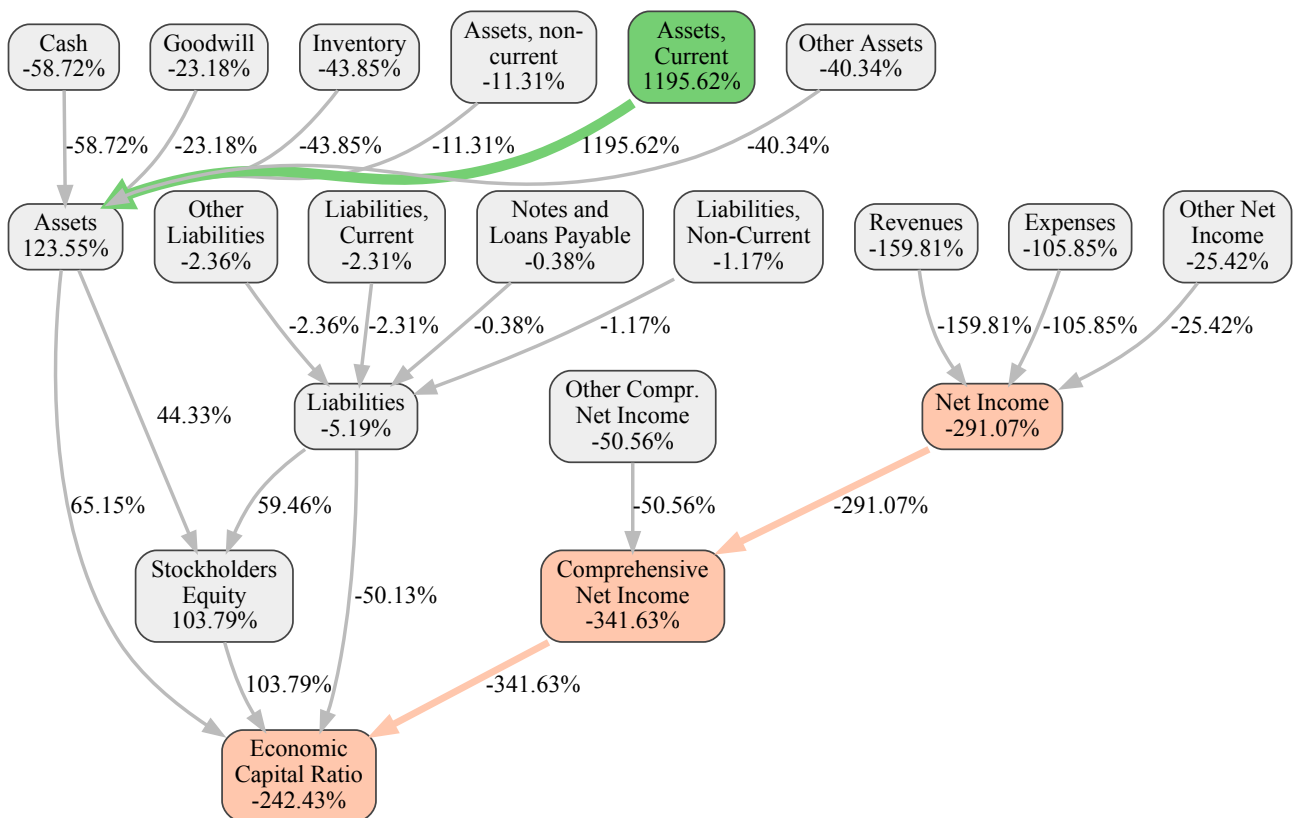 Cash
-58.72%
Goodwill
-23.18%
Inventory
-43.85%
Assets, non-
current
-11.31%
Assets,
Current
1195.62%
Other Assets
-40.34%
-58.72%
-23.18%
-43.85%
-11.31%
1195.62%
-40.34%
Assets
123.55%
Other
Liabilities
-2.36%
Liabilities,
Current
-2.31%
Notes and
Loans Payable
-0.38%
Liabilities,
Non-Current
-1.17%
Revenues
-159.81%
Expenses
-105.85%
Other Net
Income
-25.42%
-2.36%
-2.31%
-0.38%
-1.17%
-159.81%
-105.85%
-25.42%
44.33%
Liabilities
-5.19%
Other Compr.
Net Income
-50.56%
Net Income
-291.07%
65.15%
59.46%
-50.56%
-291.07%
Stockholders
Equity
103.79%
-50.13%
Comprehensive
Net Income
-341.63%
103.79%
-341.63%
Economic
Capital Ratio
-242.43%